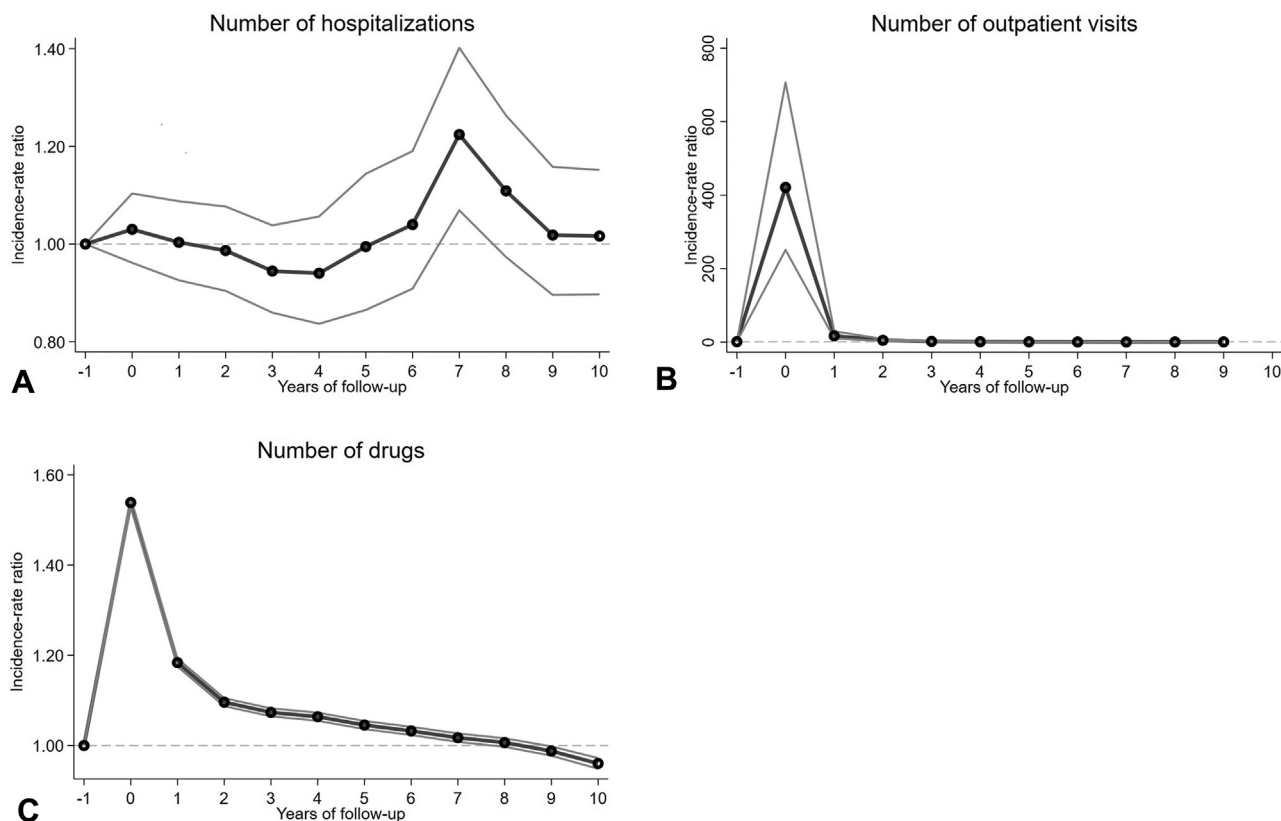 Number of hospitalizations
Incidence-rate ratio
1.40
1.20
1.00
0.80
-1 0 1 2 3 4 5 6 7 8 9 10
Years of follow-up
A
Number of outpatient visits
Incidence-rate ratio
800
600
400
200
0
-1 0 1 2 3 4 5 6 7 8 9 10
Years of follow-up
B
Number of drugs
Incidence-rate ratio
1.60
1.40
1.20
1.00
-1 0 1 2 3 4 5 6 7 8 9 10
Years of follow-up
C